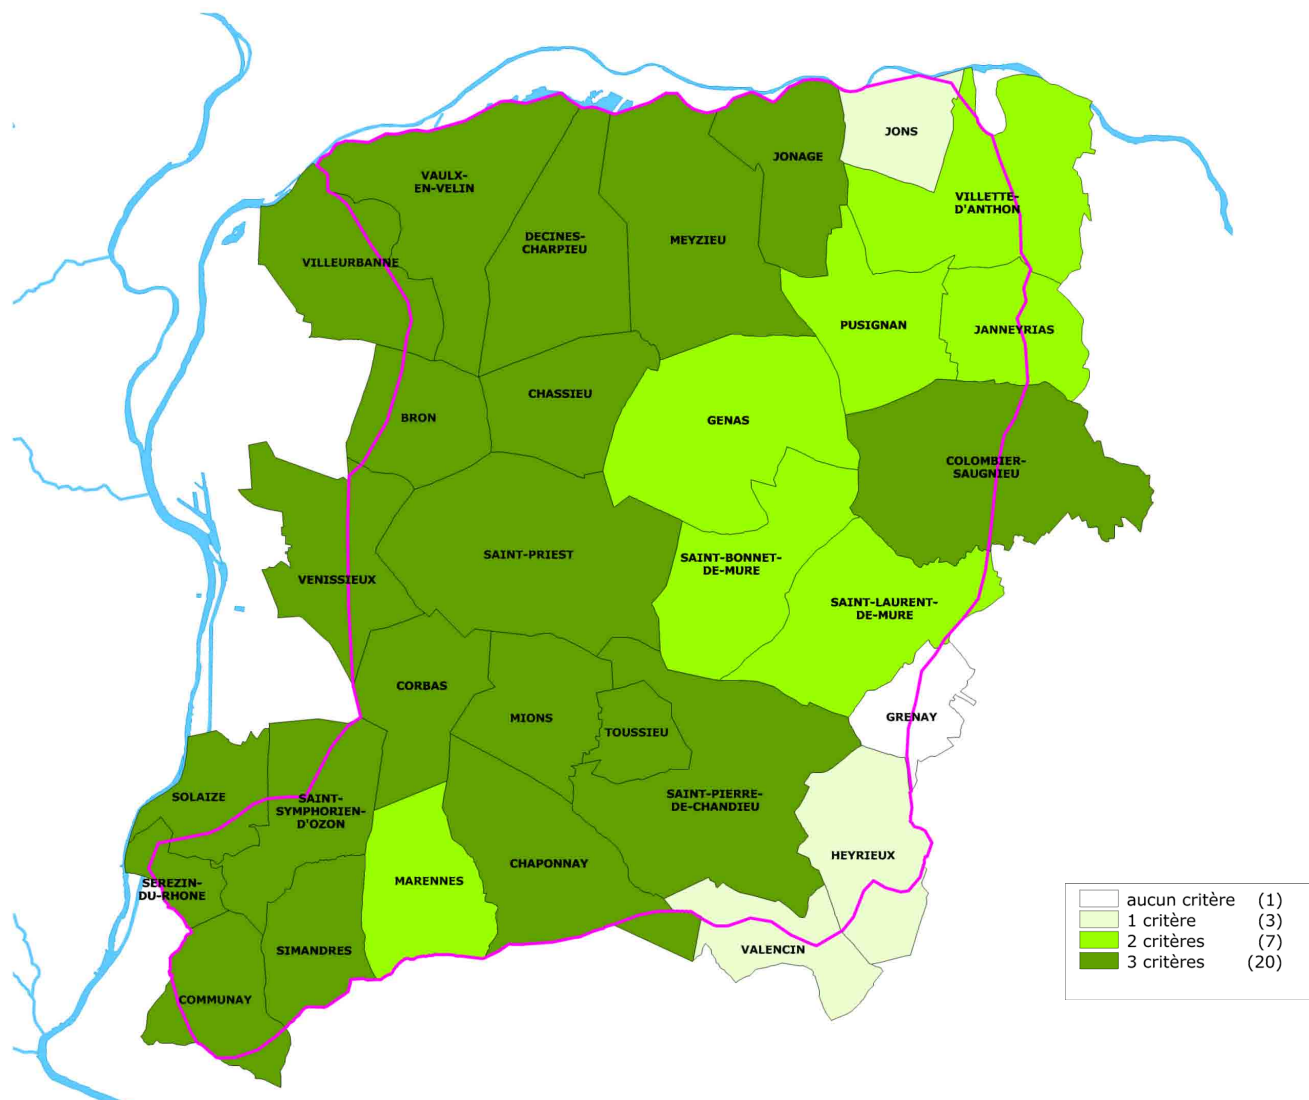 JONS
JONAGE
VAULX-
EN-VELIN
VILLETTE-
D'ANTHON
DECINES-
CHARPIEU
MEYZIEU
VILLEURBANNE
PUSIGNAN
JANNEYRIAS
CHASSIEU
BRON
GENAS
COLOMBIER-
SAUGNIEU
SAINT-PRIEST
SAINT-BONNET-
DE-MURE
VENISSIEUX
SAINT-LAURENT-
DE-MURE
CORBAS
MIONS
TOUSSIEU
GRENAY
SOLAIZE
SAINT-
SYMPHORIEN-
D'OZON
SAINT-PIERRE-
DE-CHANDIEU
HEYRIEUX
CHAPONNAY
MARENNES
SEREZIN-
DU-RHONE
SIMANDRES
VALENCIN
COMMUNAY
aucun critère (1)
1 critère (3)
2 critères (7)
3 critères (20)